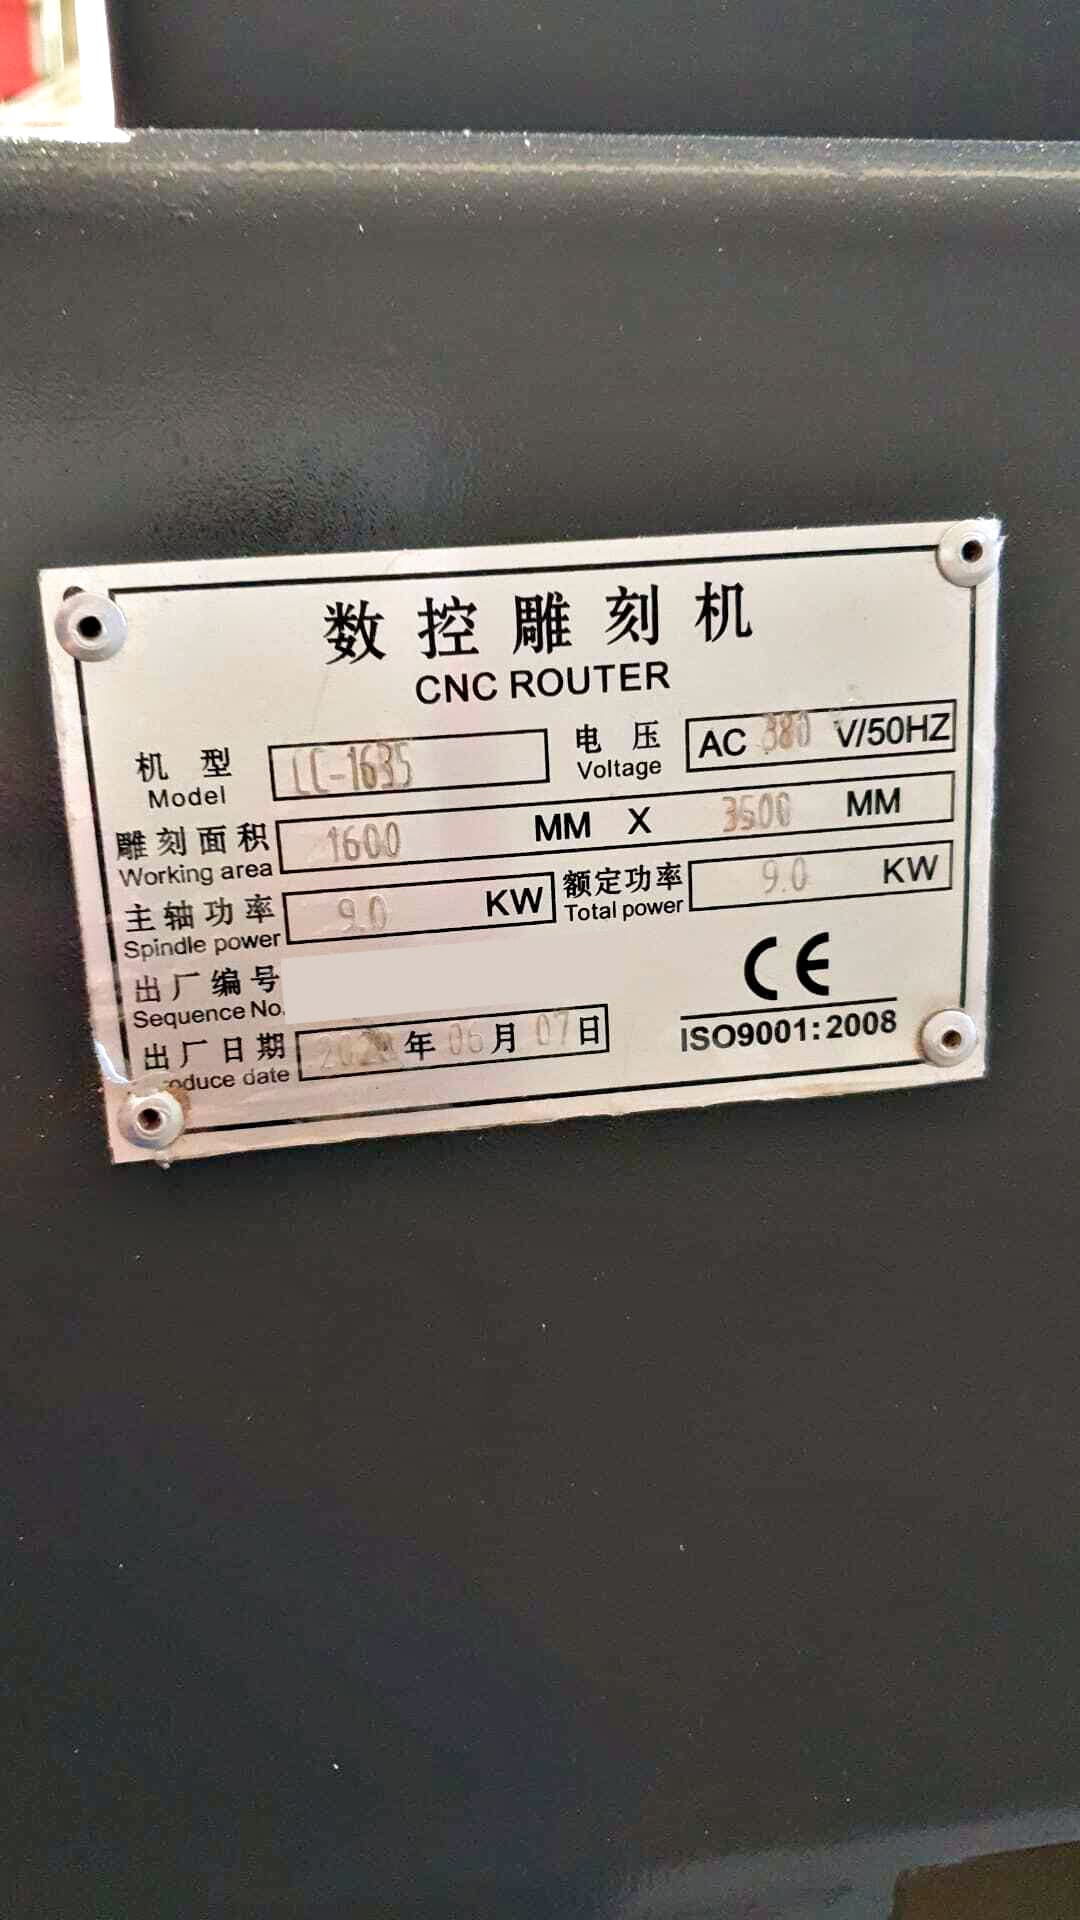 数控雕刻机
CNC ROUTER
机型 LC-1635 电压 AC 380 V/50HZ
Model Voltage
雕刻面积 1600 MM X 3500 MM
Working area
主轴功率 9.0 KW 额定功率 9.0 KW
Spindle power Total power
出厂编号
Sequence No.
CE
出厂日期 年 06 月 07 日
duce date
ISO9001:2008